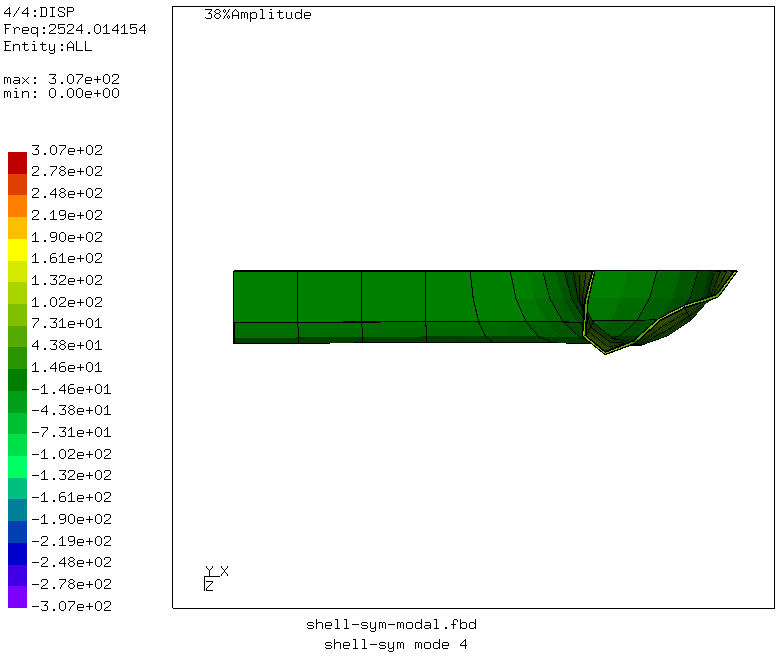 4/4:DISP
Freq:2524.014154
Entity:ALL
max: 3.07e+02
min: 0.00e+00
38%Amplitude
3.07e+02
2.78e+02
2.48e+02
2.19e+02
1.90e+02
1.61e+02
1.32e+02
1.02e+02
7.31e+01
4.38e+01
1.46e+01
-1.46e+01
-4.38e+01
-7.31e+01
-1.02e+02
-1.32e+02
-1.61e+02
-1.90e+02
-2.19e+02
-2.48e+02
-2.78e+02
-3.07e+02
Y X
Z
shell-sym-modal.fbd
shell-sym mode 4